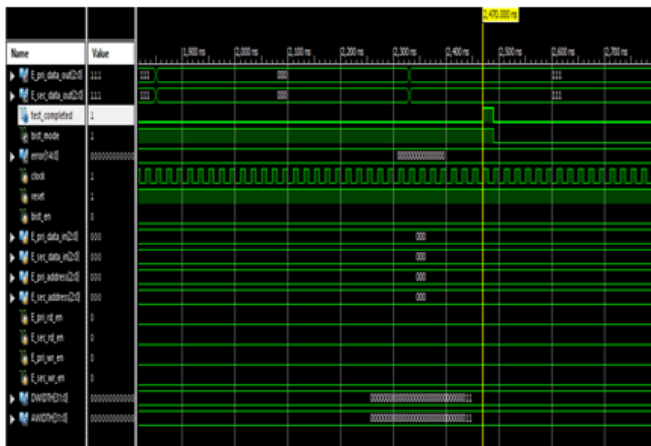 2,470.000 ns
Name Value 1,900 ns 2,000 ns 2,100 ns 2,200 ns 2,300 ns 2,400 ns 2,500 ns 2,600 ns 2,700 ns
E_pri_data_out[2:0] 111 111 000 111
E_sec_data_out[2:0] 111 111 000 111
test_completed 1
bist_mode 1
error[14:0] 000000000000
clock 1
reset 1
bist_en 0
E_pri_data_in[2:0] 000 000
E_sec_data_in[2:0] 000 000
E_pri_address[2:0] 000 000
E_sec_address[2:0] 000 000
E_pri_rd_en 0
E_sec_rd_en 0
E_pri_wr_en 0
E_sec_wr_en 0
DWIDTH[31:0]
AWIDTH[31:0]